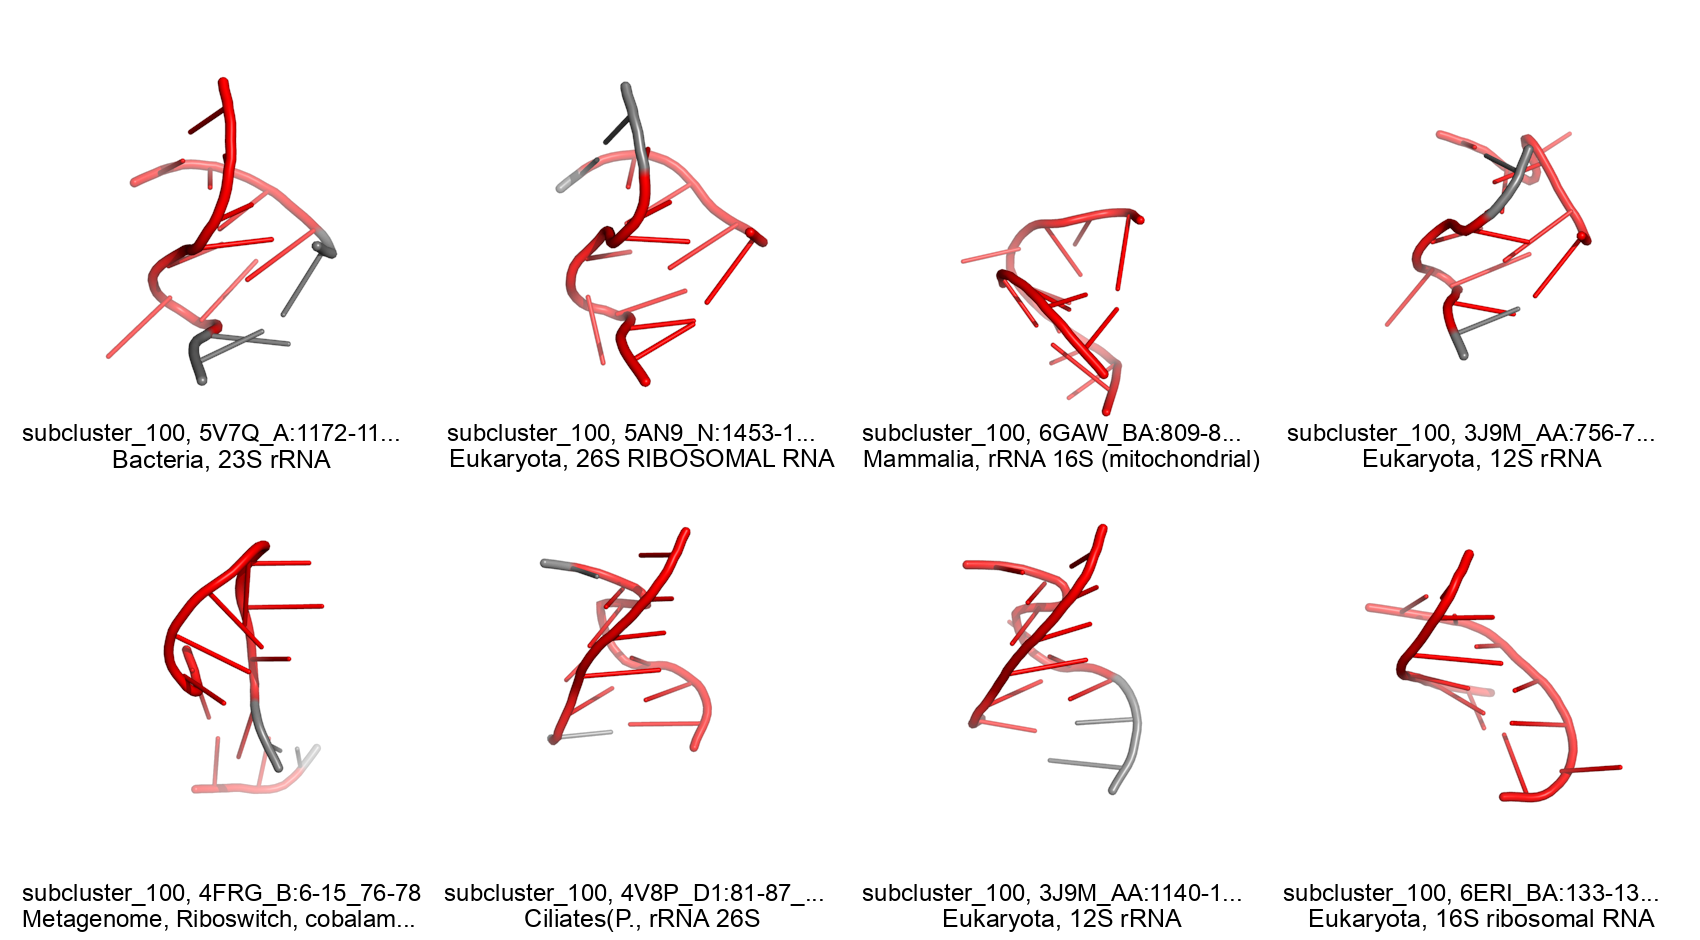 subcluster_100, 5V7Q_A:1172-11...
Bacteria, 23S rRNA
subcluster_100, 5AN9_N:1453-1...
Eukaryota, 26S RIBOSOMAL RNA
subcluster_100, 6GAW_BA:809-8...
Mammalia, rRNA 16S (mitochondrial)
subcluster_100, 3J9M_AA:756-7...
Eukaryota, 12S rRNA
subcluster_100, 4FRG_B:6-15_76-78
Metagenome, Riboswitch, cobalam...
subcluster_100, 4V8P_D1:81-87_...
Ciliates(P., rRNA 26S
subcluster_100, 3J9M_AA:1140-1...
Eukaryota, 12S rRNA
subcluster_100, 6ERI_BA:133-13...
Eukaryota, 16S ribosomal RNA